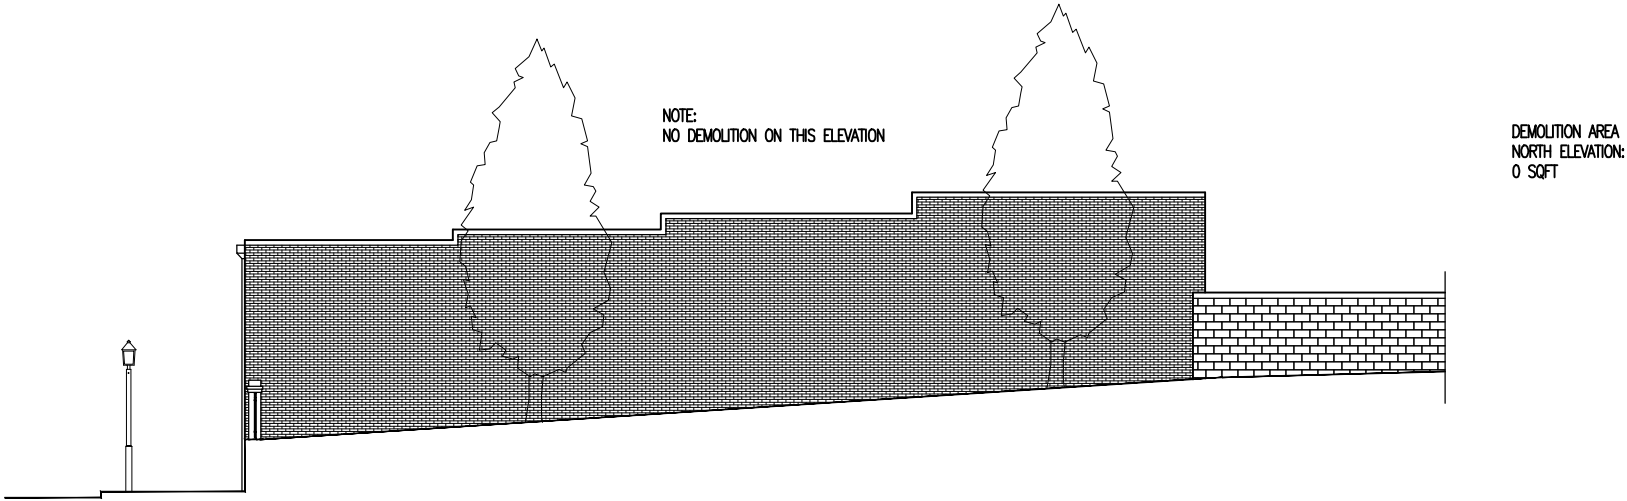 NOTE:
NO DEMOLITION ON THIS ELEVATION
DEMOLITION AREA
NORTH ELEVATION:
0 SQFT